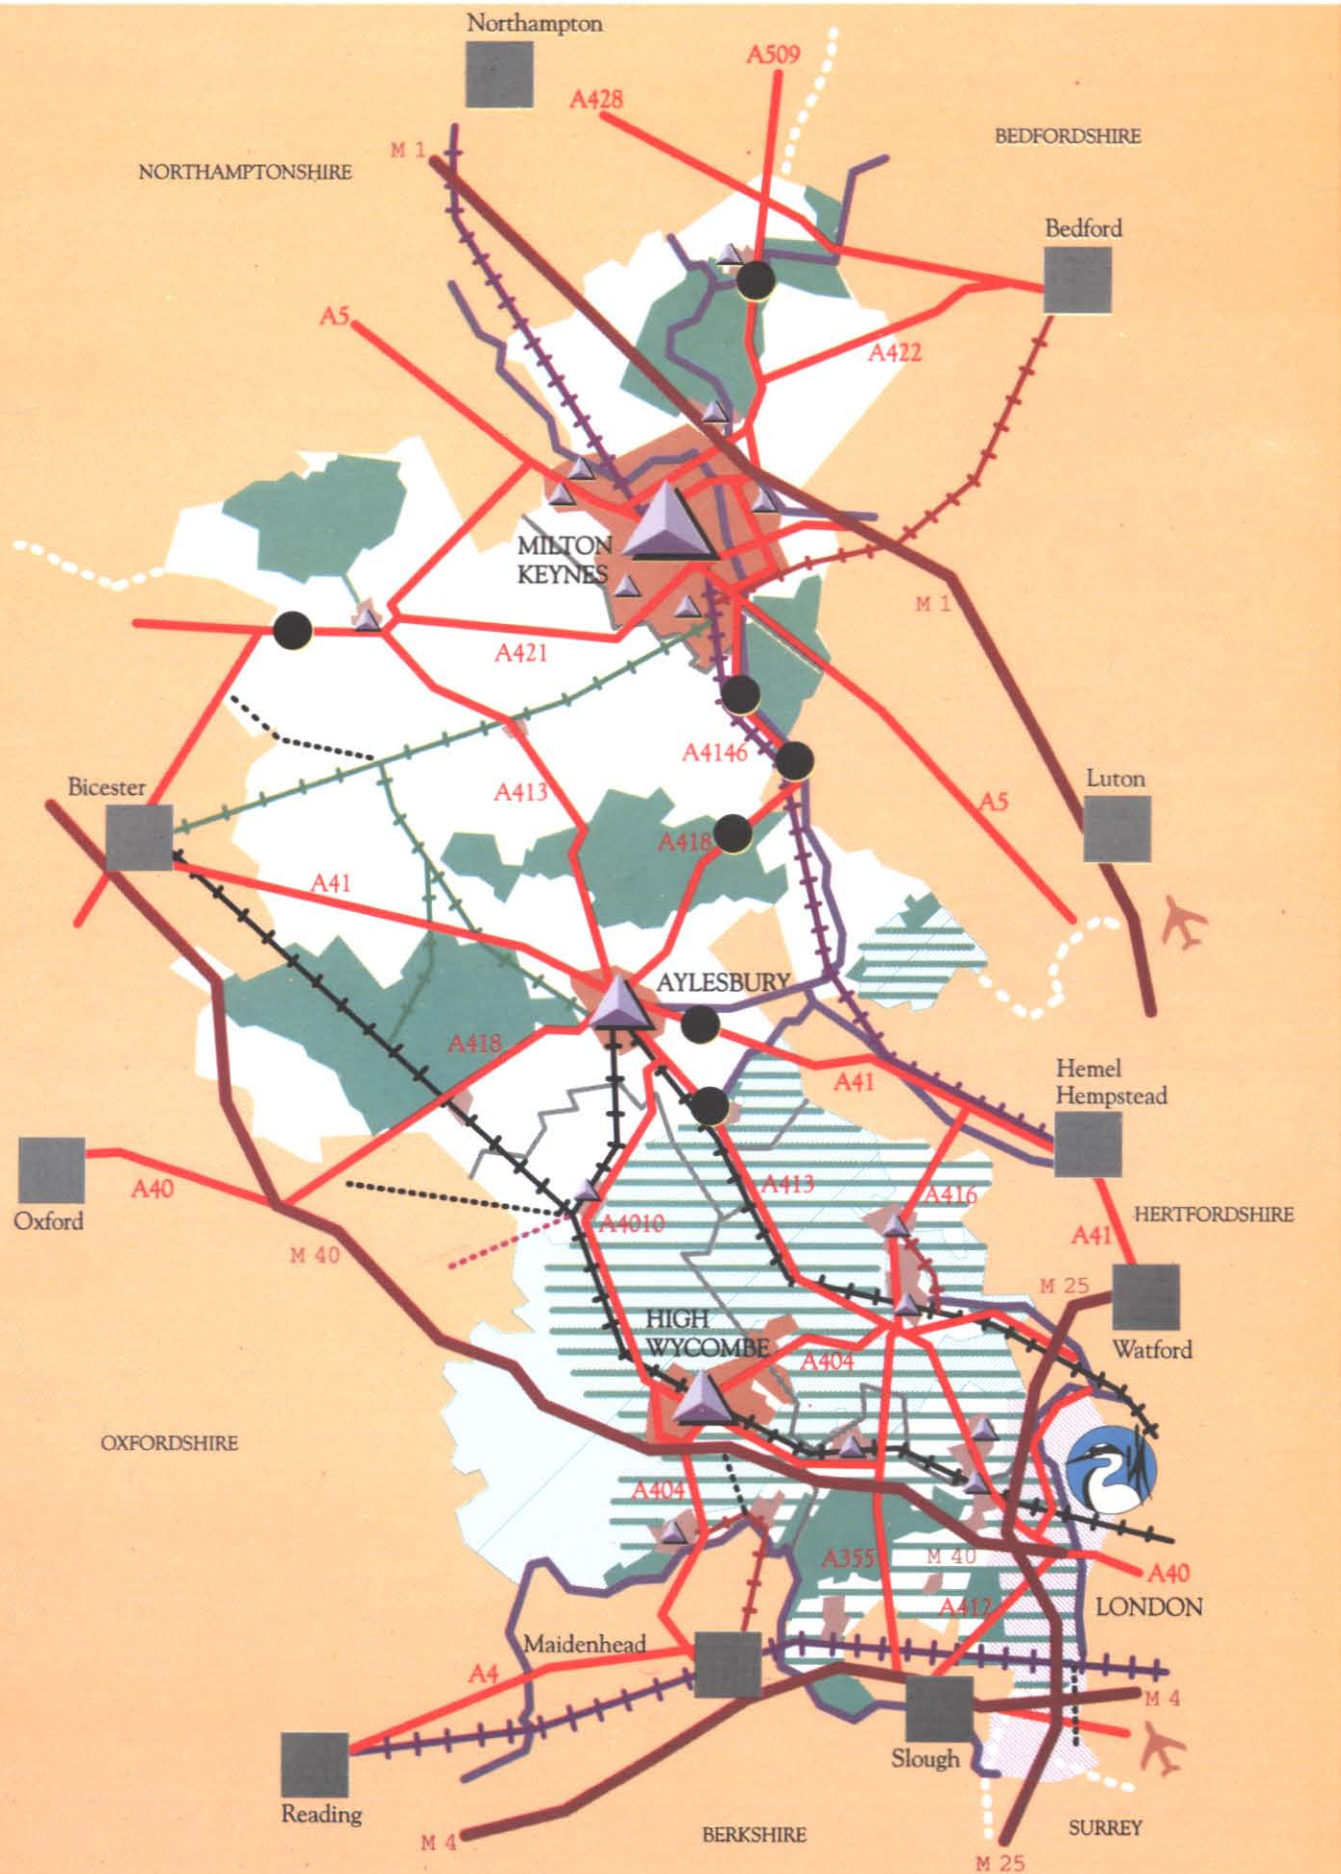 Northampton
A509
A428
BEDFORDSHIRE
M 1
NORTHAMPTONSHIRE
Bedford
A5
A422
MILTON
KEYNES
M 1
A421
A4146
Bicester
A413
Luton
A5
A418
A41
AYLESBURY
A418
A41
Hemel
Hempstead
A40
A413
A416
Oxford
A4010
HERTFORDSHIRE
A41
M 40
M 25
HIGH
WYCOMBE
A404
Watford
OXFORDSHIRE
A404
A355
M 40
A40
A412
LONDON
Maidenhead
A4
M 4
Slough
Reading
M 4
BERKSHIRE
SURREY
M 25